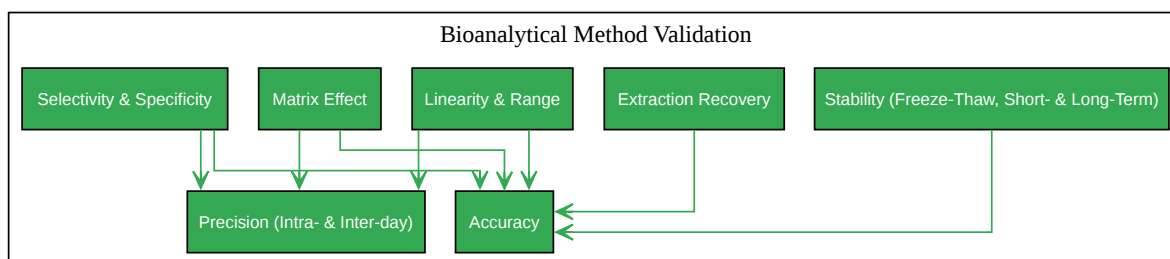 Bioanalytical Method Validation
Selectivity & Specificity
Matrix Effect
Linearity & Range
Extraction Recovery
Stability (Freeze-Thaw, Short- & Long-Term)
Precision (Intra- & Inter-day)
Accuracy